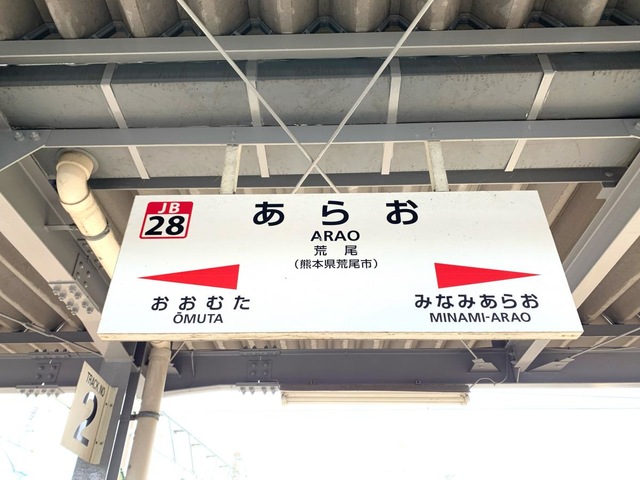 JB
28
あらお
ARAO
荒尾
(熊本県荒尾市)
おおむた
ŌMUTA
みなみあらお
MINAMI-ARAO
TRACK NO
2